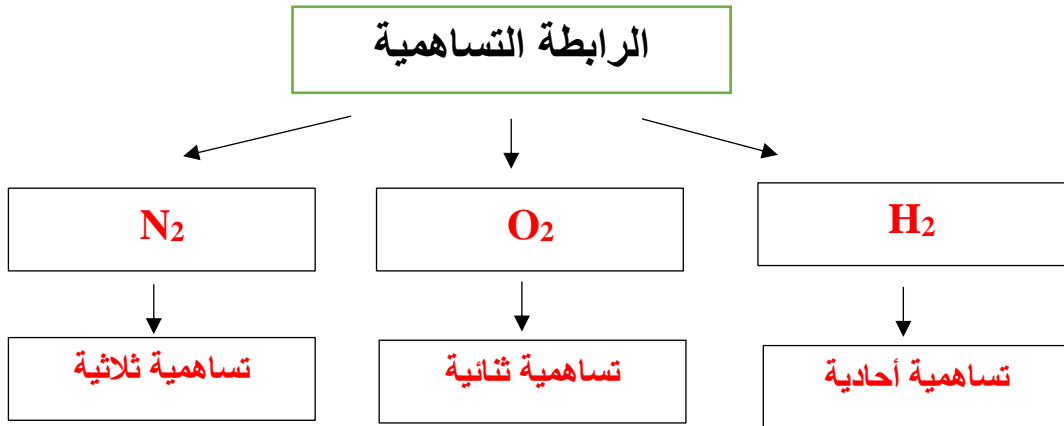 الرابطة التساهمية
H₂
O₂
N₂
تساهمية أحادية
تساهمية ثنائية
تساهمية ثلاثية